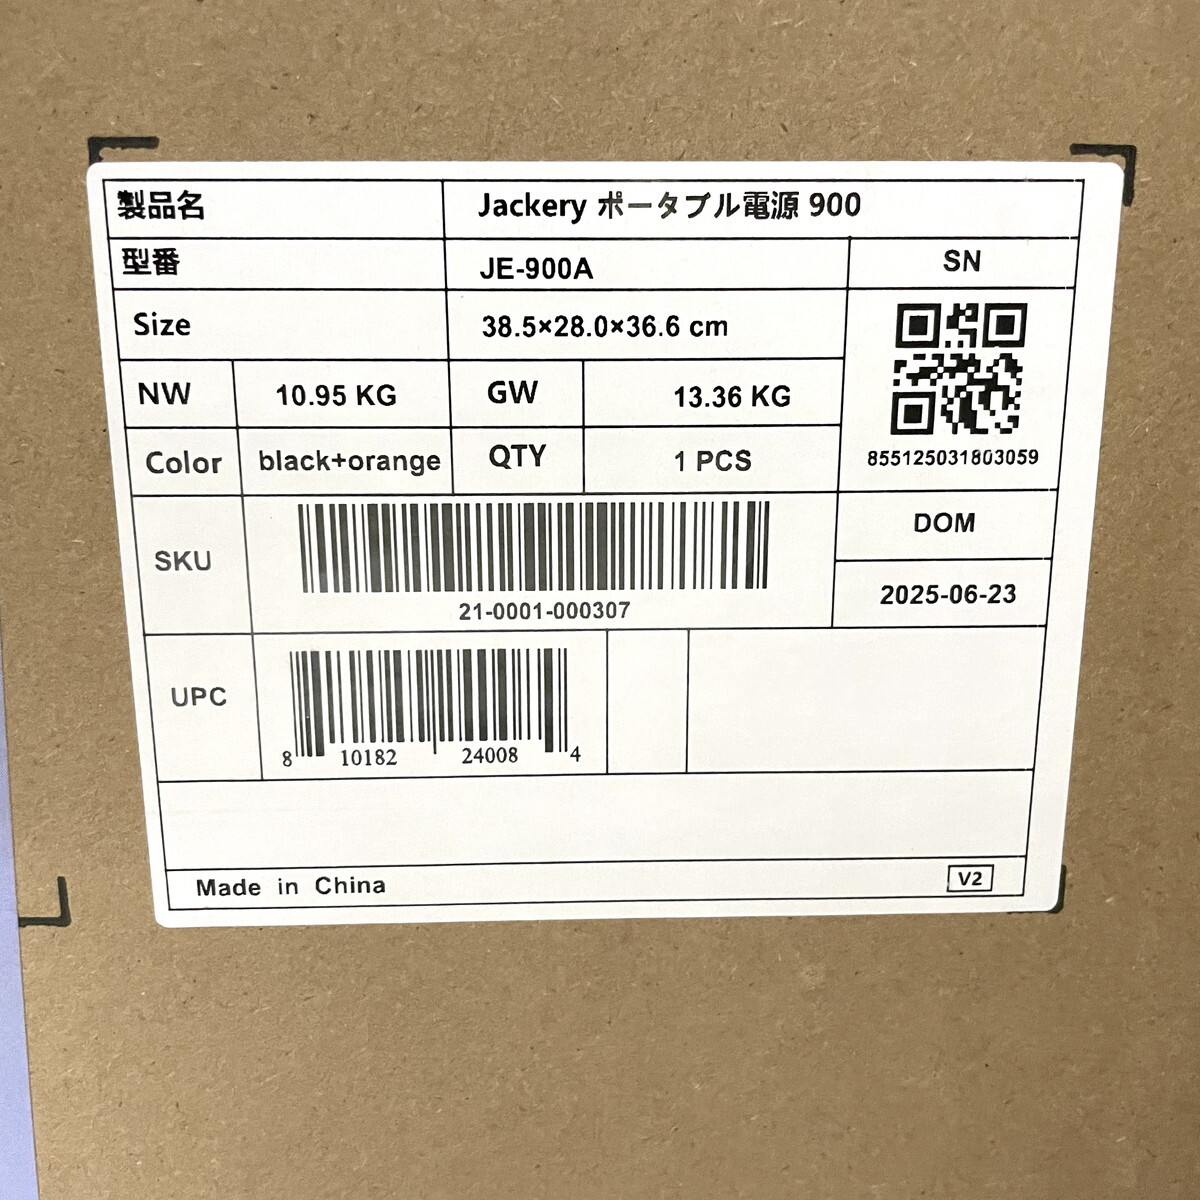 製品名 Jackery ポータブル電源 900
型番 JE-900A SN
Size 38.5×28.0×36.6 cm
NW 10.95 KG GW 13.36 KG
855125031803059
Color black+orange QTY 1 PCS
DOM
SKU
2025-06-23
21-0001-000307
UPC
8 10182 24008 4
Made in China V2